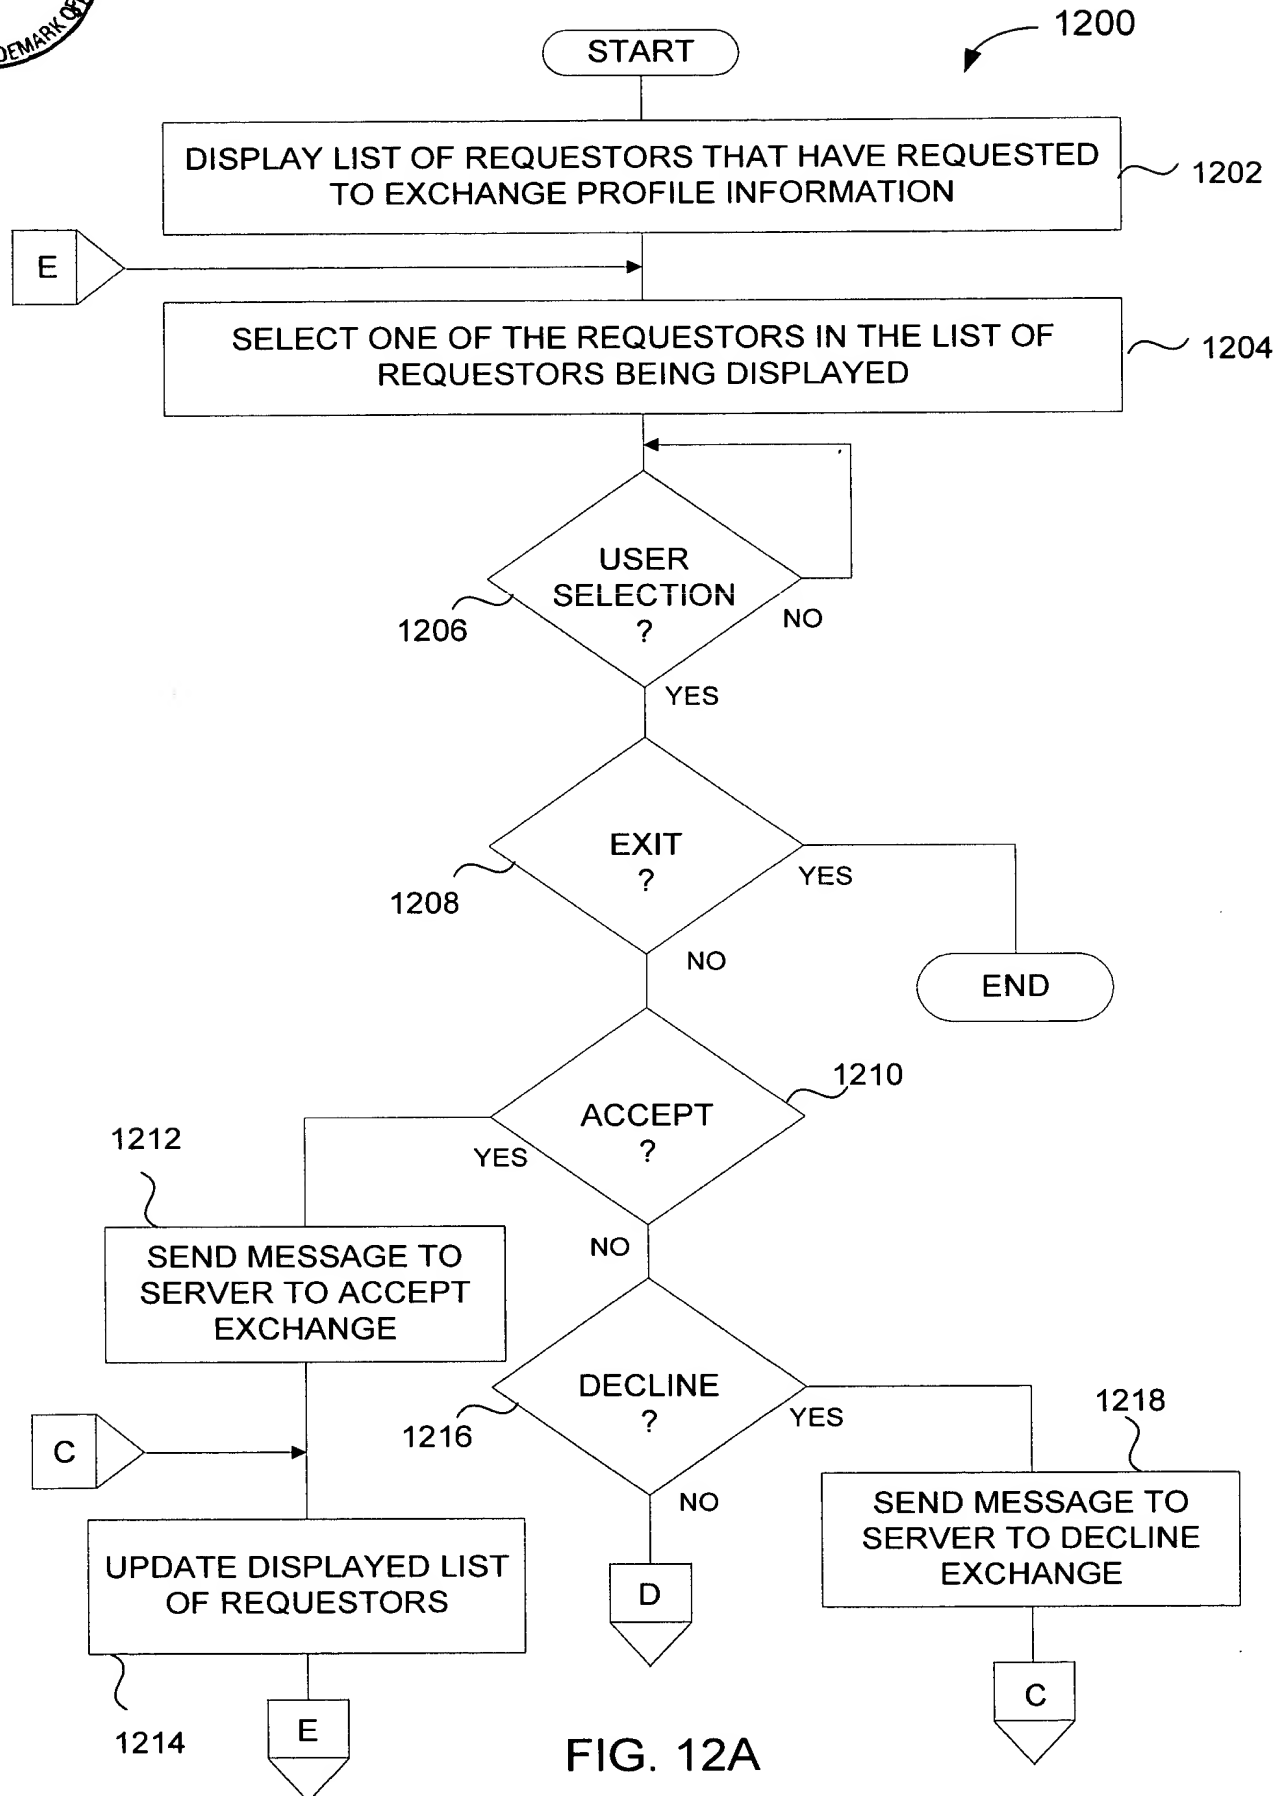 DEMARK OF
1200
START
DISPLAY LIST OF REQUESTORS THAT HAVE REQUESTED
TO EXCHANGE PROFILE INFORMATION
1202
E
SELECT ONE OF THE REQUESTORS IN THE LIST OF
REQUESTORS BEING DISPLAYED
1204
USER
SELECTION
?
1206
NO
YES
EXIT
?
1208
YES
NO
END
ACCEPT
?
1210
YES
1212
NO
SEND MESSAGE TO
SERVER TO ACCEPT
EXCHANGE
DECLINE
?
1216
YES
1218
C
NO
SEND MESSAGE TO
SERVER TO DECLINE
EXCHANGE
UPDATE DISPLAYED LIST
OF REQUESTORS
D
1214
E
C
FIG. 12A